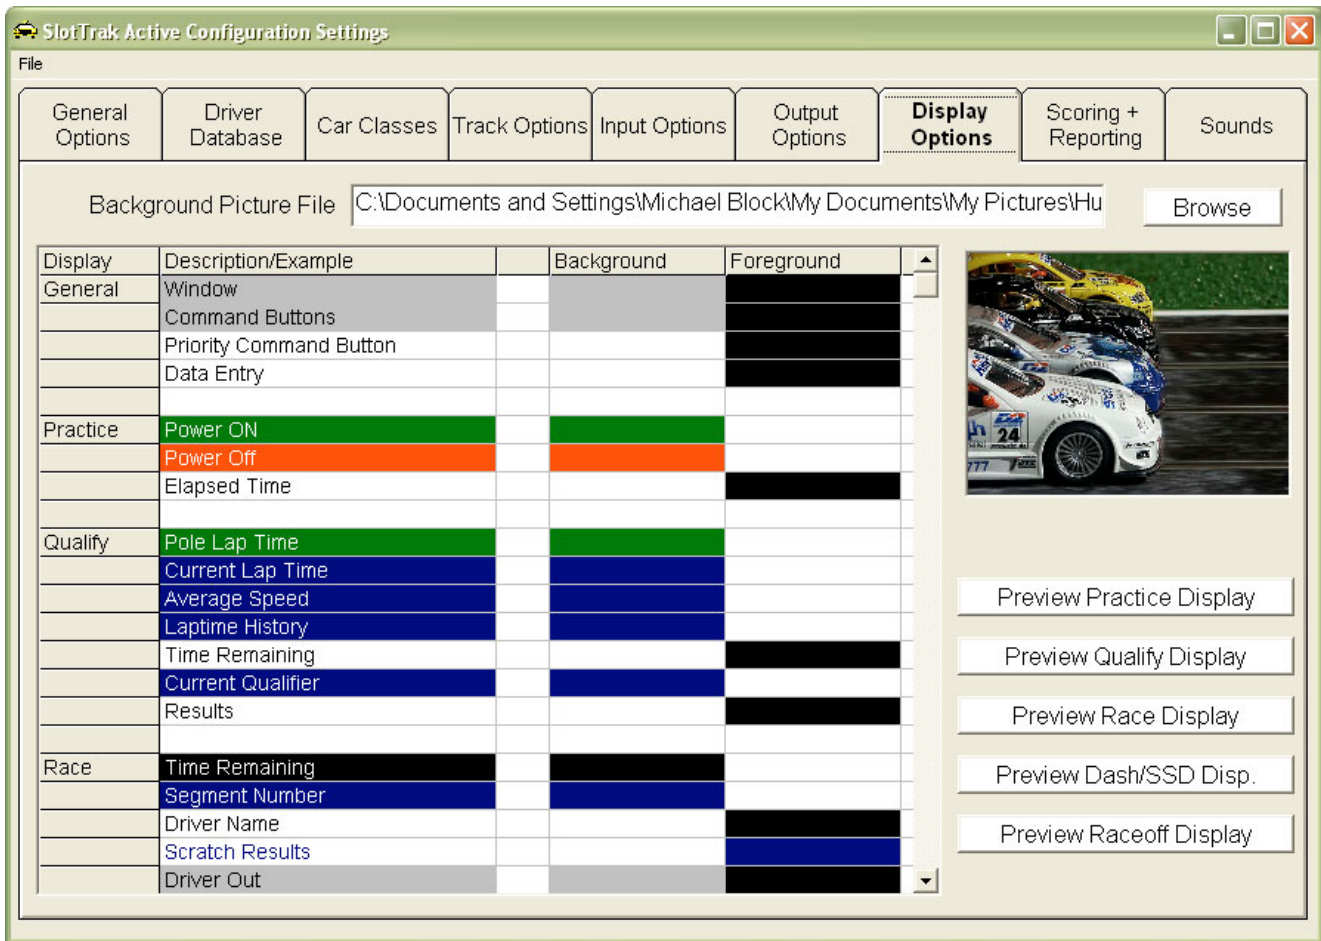 SlotTrak Active Configuration Settings
File
General Options
Driver Database
Car Classes
Track Options
Input Options
Output Options
Display Options
Scoring + Reporting
Sounds
Background Picture File C:\Documents and Settings\Michael Block\My Documents\My Pictures\Hu Browse
Display Description/Example Background Foreground
General Window
Command Buttons
Priority Command Button
Data Entry
Practice Power ON
Power Off
Elapsed Time
Qualify Pole Lap Time
Current Lap Time
Average Speed
Laptime History
Time Remaining
Current Qualifier
Results
Race Time Remaining
Segment Number
Driver Name
Scratch Results
Driver Out
24
777
Preview Practice Display
Preview Qualify Display
Preview Race Display
Preview Dash/SSD Disp.
Preview Raceoff Display